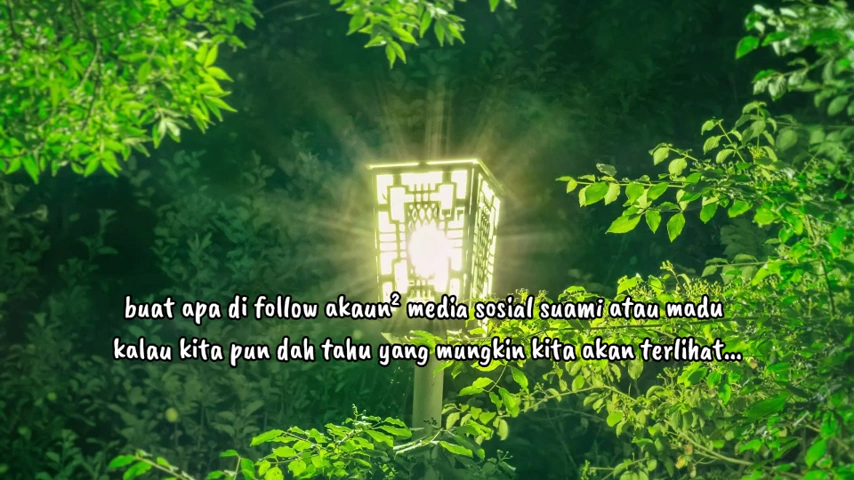 buat apa di follow akaun² media sosial suami atau madu
kalau kita pun dah tahu yang mungkin kita akan terlihat...